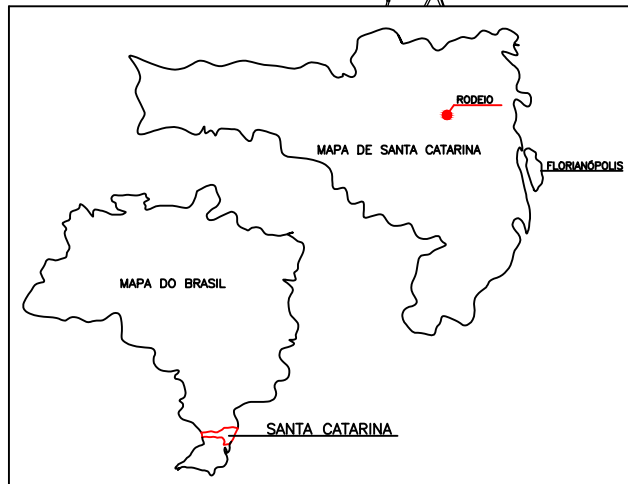 RODEIO
MAPA DE SANTA CATARINA
FLORIANÓPOLIS
MAPA DO BRASIL
SANTA CATARINA